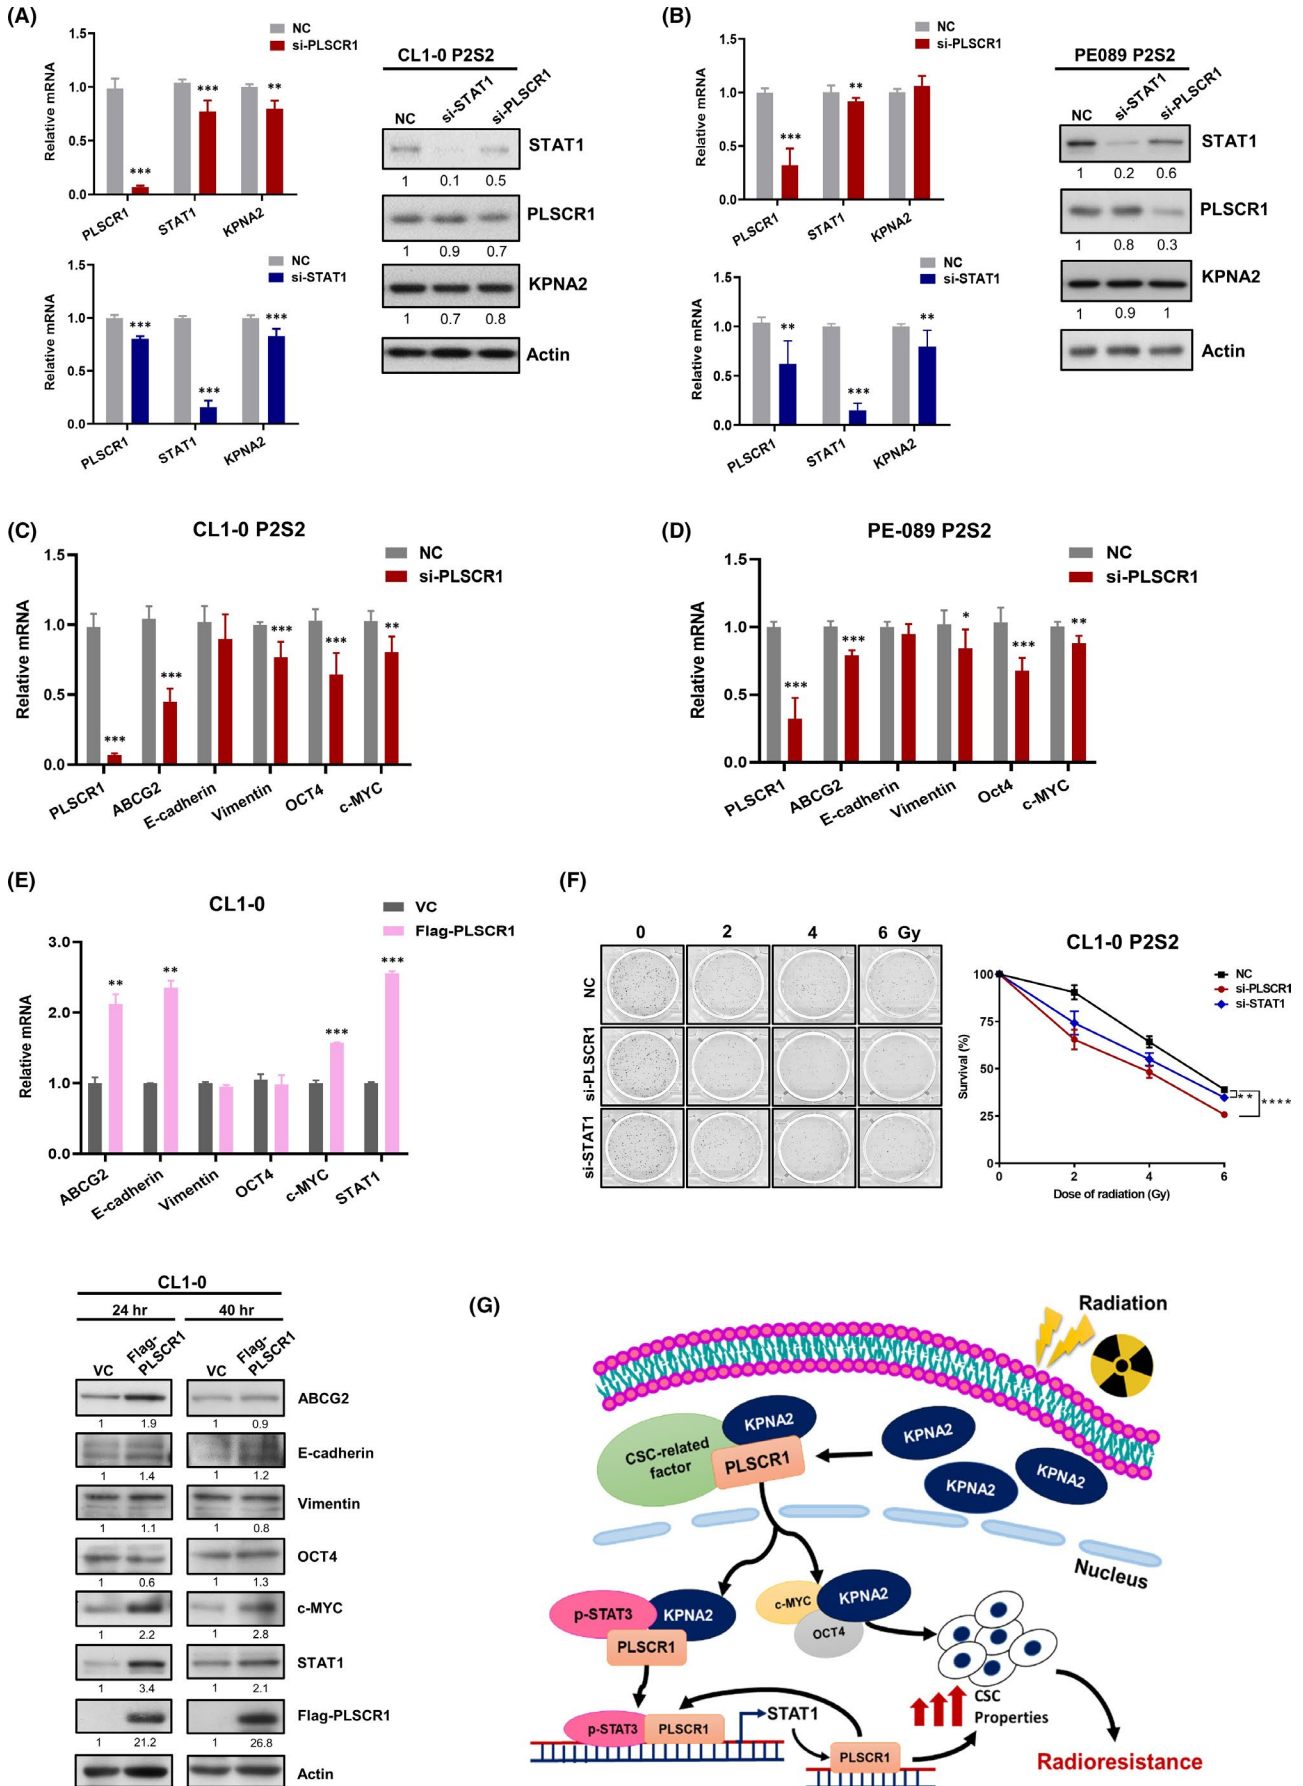 (A)
NC
si-PLSCR1
Relative mRNA
1.5
1.0
0.5
0.0
***
***
**
PLSCR1
STAT1
KPNA2
NC
si-STAT1
Relative mRNA
1.5
1.0
0.5
0.0
***
***
***
PLSCR1
STAT1
KPNA2
CL1-0 P2S2
NC
si-STAT1
si-PLSCR1
STAT1
1 0.1 0.5
PLSCR1
1 0.9 0.7
KPNA2
1 0.7 0.8
Actin
(B)
NC
si-PLSCR1
Relative mRNA
1.5
1.0
0.5
0.0
***
**
PLSCR1
STAT1
KPNA2
NC
si-STAT1
Relative mRNA
1.5
1.0
0.5
0.0
**
***
**
PLSCR1
STAT1
KPNA2
PE089 P2S2
NC
si-STAT1
si-PLSCR1
STAT1
1 0.2 0.6
PLSCR1
1 0.8 0.3
KPNA2
1 0.9 1
Actin
(C)
CL1-0 P2S2
NC
si-PLSCR1
Relative mRNA
1.5
1.0
0.5
0.0
***
***
***
***
**
PLSCR1
ABCG2
E-cadherin
Vimentin
OCT4
c-MYC
(D)
PE-089 P2S2
NC
si-PLSCR1
Relative mRNA
1.5
1.0
0.5
0.0
***
***
*
***
**
PLSCR1
ABCG2
E-cadherin
Vimentin
Oct4
c-MYC
(E)
CL1-0
VC
Flag-PLSCR1
Relative mRNA
3.0
2.0
1.0
0.0
**
**
***
***
ABCG2
E-cadherin
Vimentin
OCT4
c-MYC
STAT1
CL1-0
24 hr 40 hr
VC
Flag-
PLSCR1
VC
Flag-
PLSCR1
ABCG2
1 1.9 1 0.9
E-cadherin
1 1.4 1 1.2
Vimentin
1 1.1 1 0.8
OCT4
1 0.6 1 1.3
c-MYC
1 2.2 1 2.8
STAT1
1 3.4 1 2.1
Flag-PLSCR1
1 21.2 1 26.8
Actin
(F)
0 2 4 6 Gy
NC
si-PLSCR1
si-STAT1
CL1-0 P2S2
NC
si-PLSCR1
si-STAT1
Survival (%)
100
75
50
25
0
0 2 4 6
Dose of radiation (Gy)
**
****
(G)
Radiation
KPNA2
CSC-related
factor
PLSCR1
KPNA2
KPNA2
KPNA2
Nucleus
p-STAT3
KPNA2
PLSCR1
c-MYC
KPNA2
OCT4
p-STAT3
PLSCR1
STAT1
PLSCR1
CSC
Properties
Radioresistance